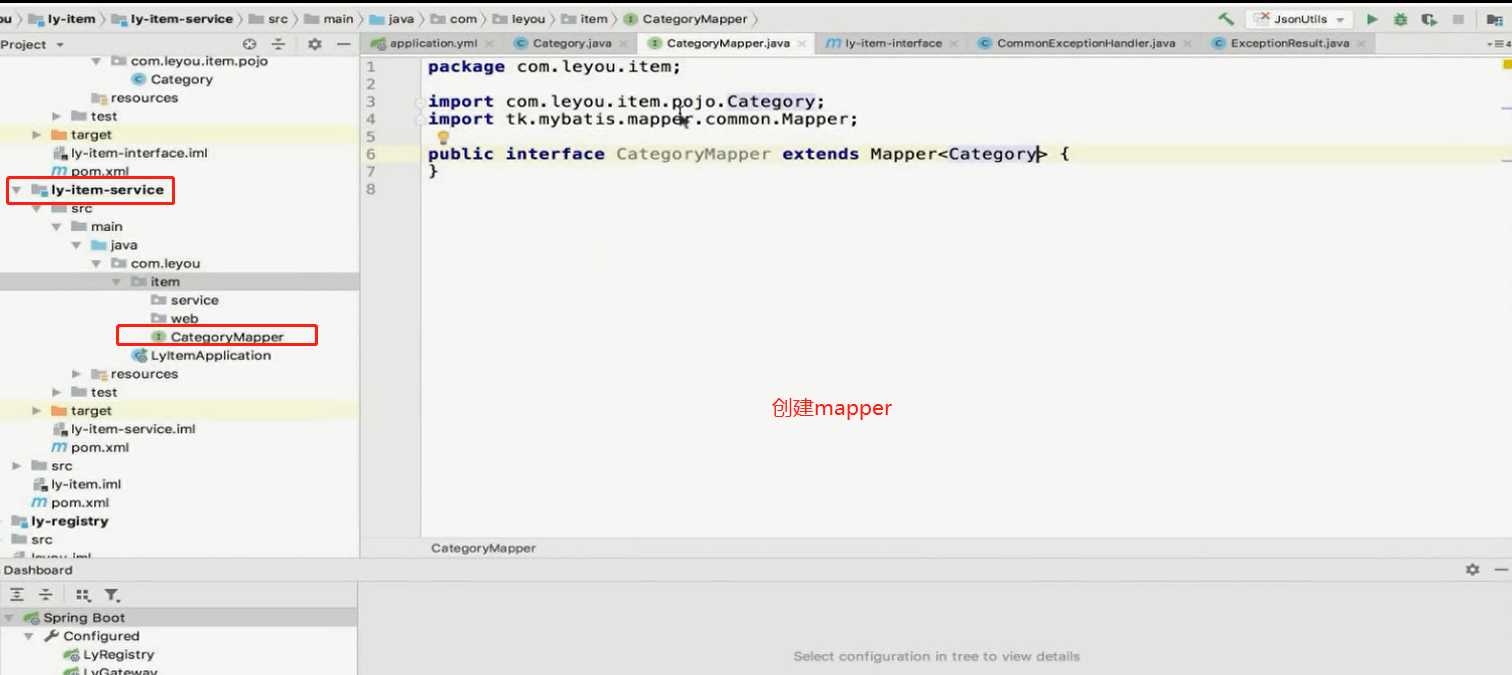 ou ly-item ly-item-service src main java com leyou item CategoryMapper JsonUtils
Project application.yml Category.java CategoryMapper.java ly-item-interface CommonExceptionHandler.java ExceptionResult.java
com.leyou.item.pojo
Category
resources
test
target
ly-item-interface.iml
pom.xml
ly-item-service
src
main
java
com.leyou
item
service
web
CategoryMapper
LyItemApplication
resources
test
target
ly-item-service.iml
pom.xml
src
ly-item.iml
pom.xml
ly-registry
src
leyou.iml
1 package com.leyou.item;
2
3 import com.leyou.item.pojo.Category;
4 import tk.mybatis.mapper.common.Mapper;
5
6 public interface CategoryMapper extends Mapper<Category> {
7 }
8
创建mapper
CategoryMapper
Dashboard
Spring Boot
Configured
LyRegistry
LyGateway
Select configuration in tree to view details